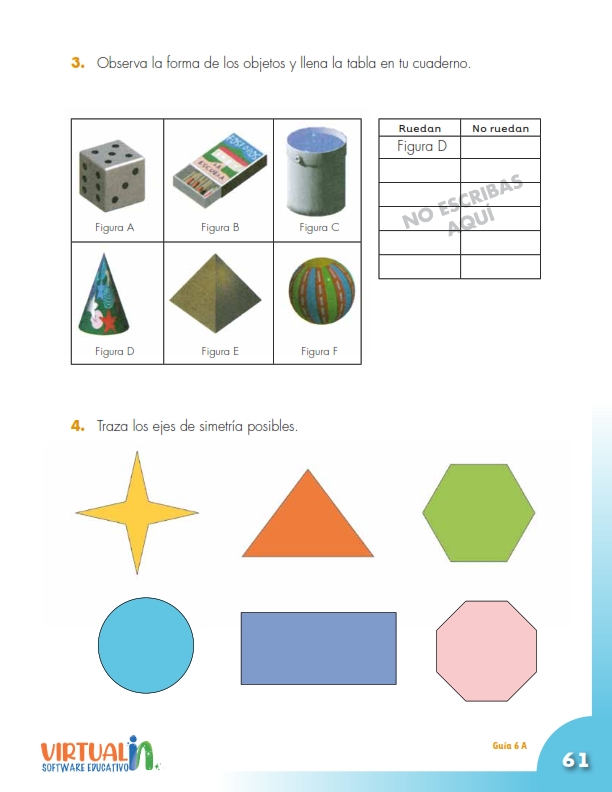 3. Observa la forma de los objetos y llena la tabla en tu cuaderno.
Figura A
Figura B
Figura C
Figura D
Figura E
Figura F
Ruedan No ruedan
Figura D
NO ESCRIBAS
AQUÍ
4. Traza los ejes de simetría posibles.
VIRTUALIN
SOFTWARE EDUCATIVO
Guía 6 A
61